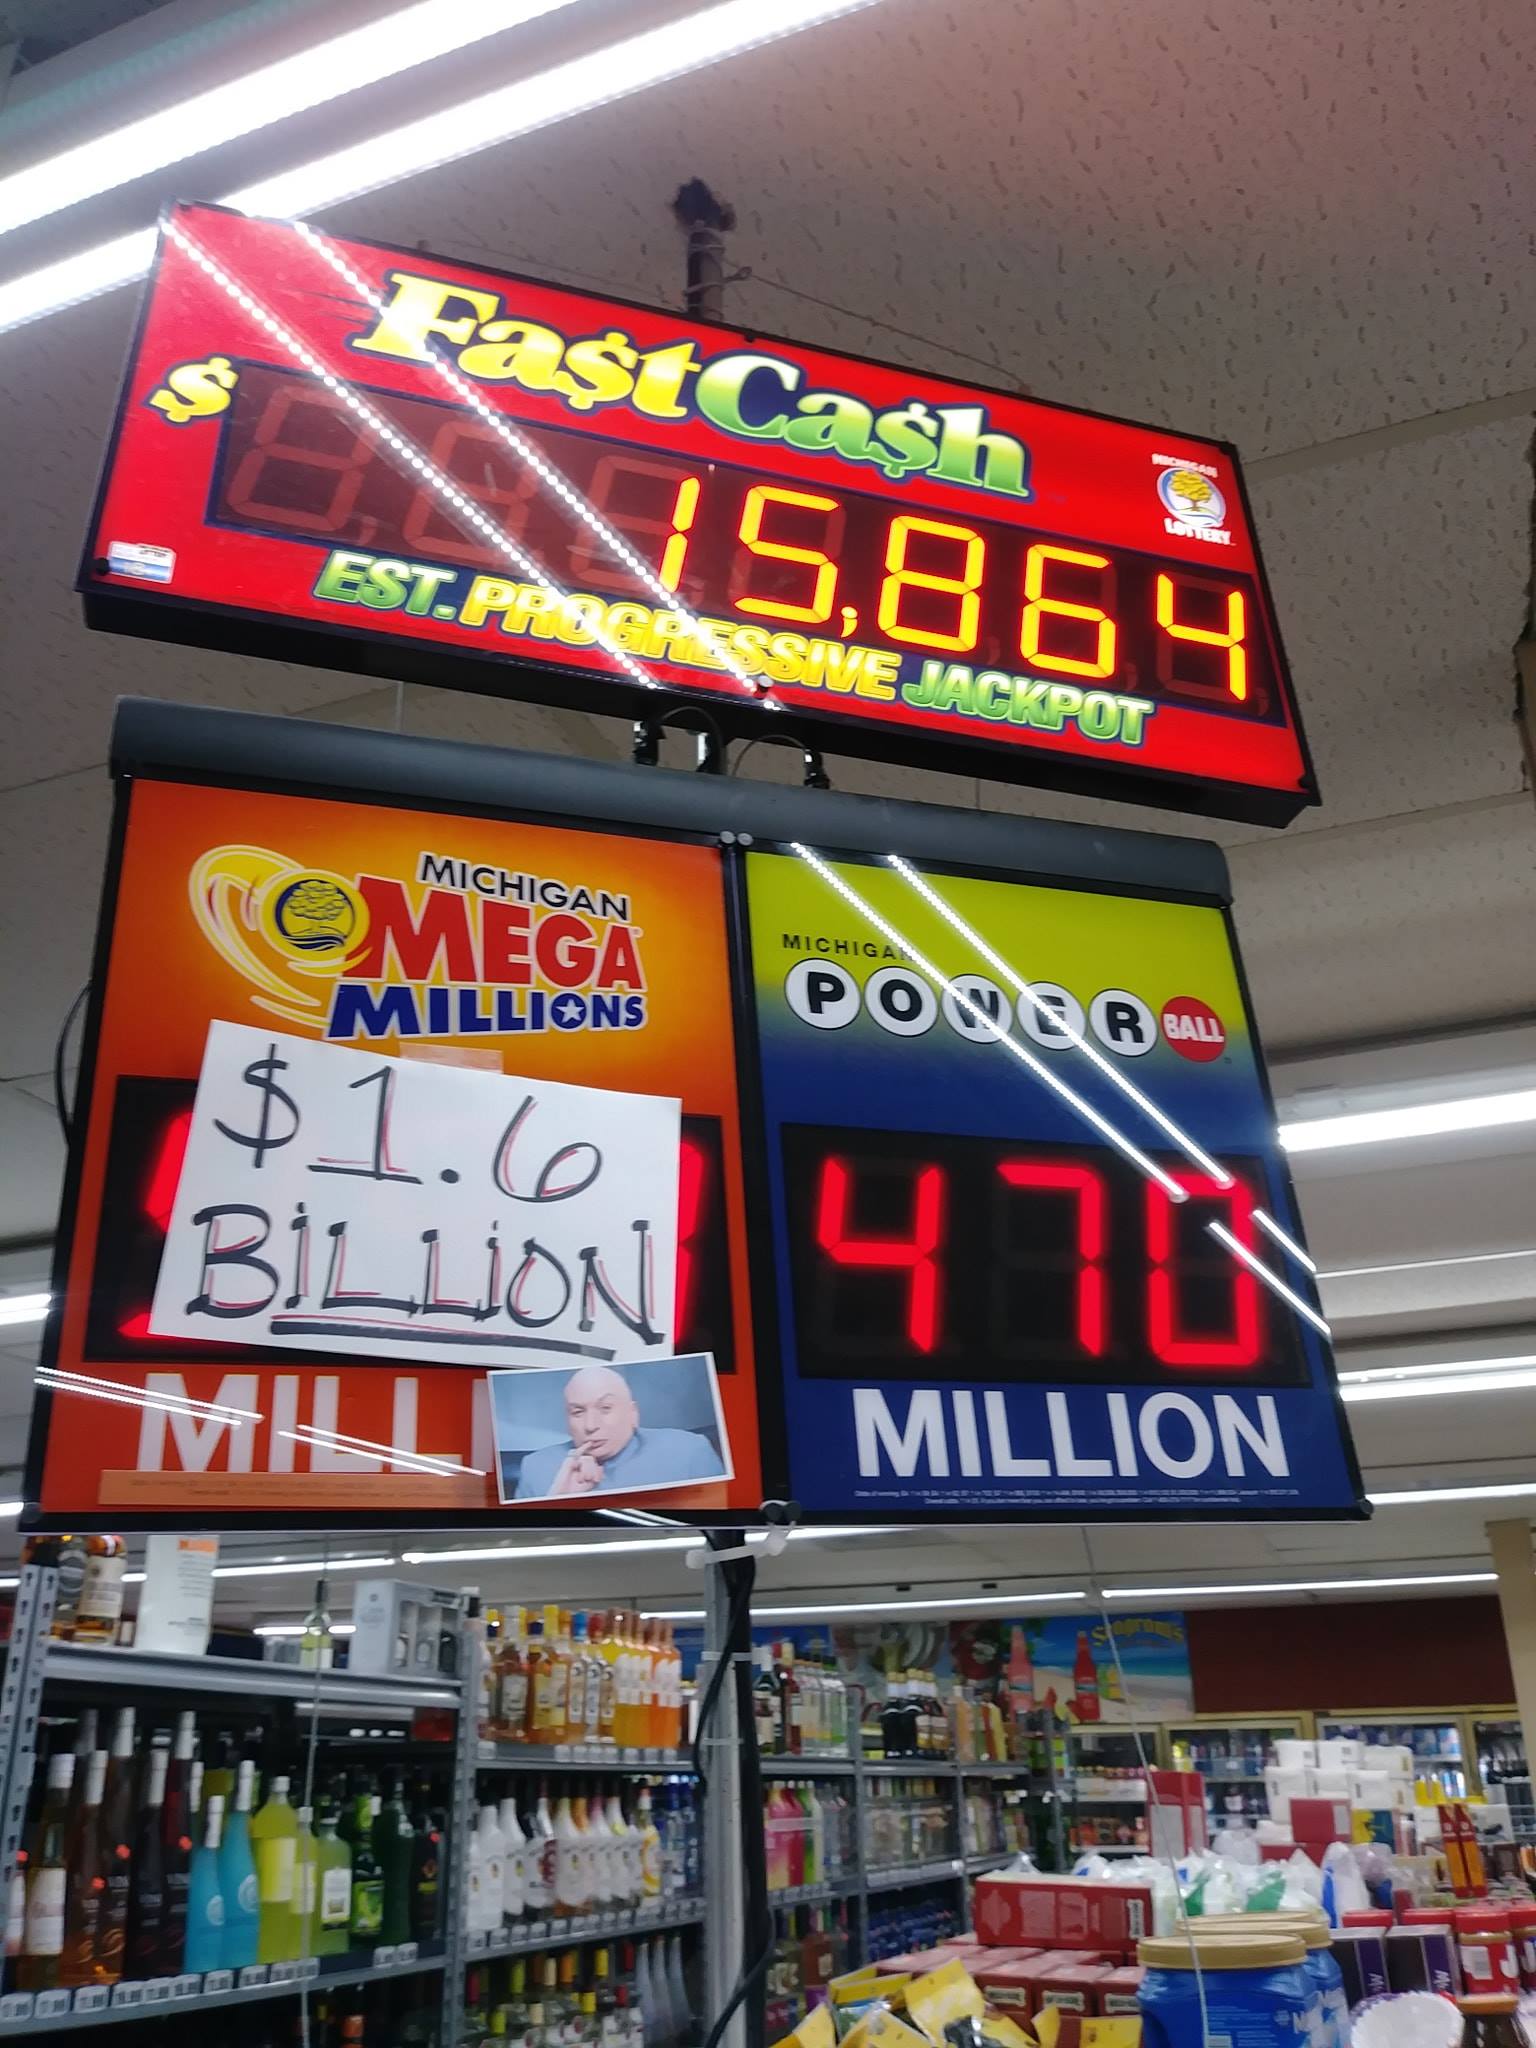 FastCash
$ 15,864
MICHIGAN
LOTTERY
EST. PROGRESSIVE JACKPOT
MICHIGAN
MEGA
MILLIONS
$1.6
BiLLiON
MILL
MICHIGAN
POWER BALL
470
MILLION
Seagram's